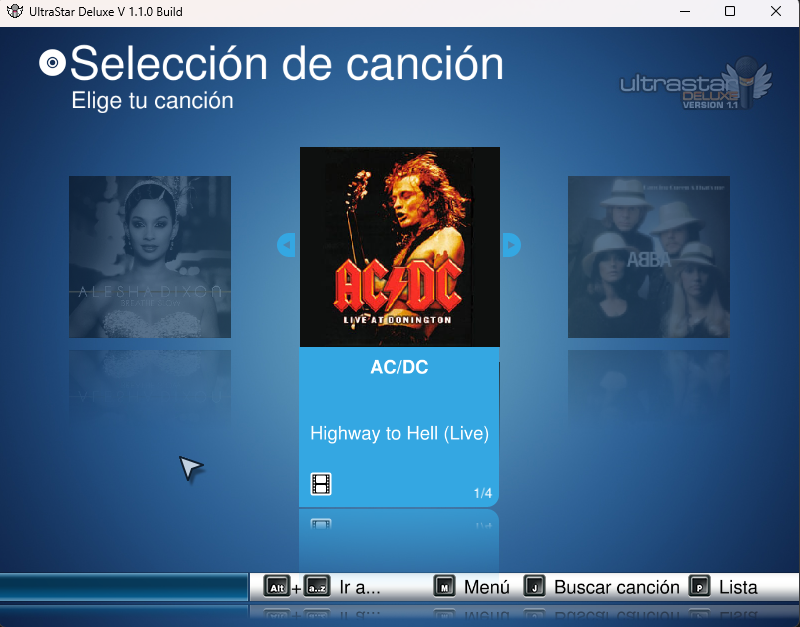 UltraStar Deluxe V 1.1.0 Build
Selección de canción
Elige tu canción
ultrastar
DELUXE
VERSION 1.1
ALESHA DIXON
ABBA
AC/DC
LIVE AT DONINGTON
AC/DC
Highway to Hell (Live)
1/4
Alt + a..z Ir a... M Menú J Buscar canción P Lista